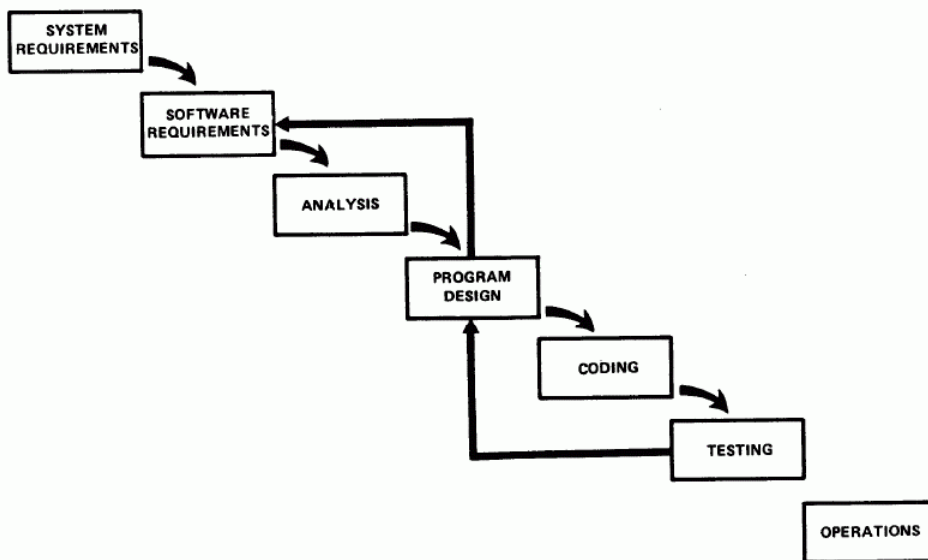 SYSTEM
REQUIREMENTS
SOFTWARE
REQUIREMENTS
ANALYSIS
PROGRAM
DESIGN
CODING
TESTING
OPERATIONS